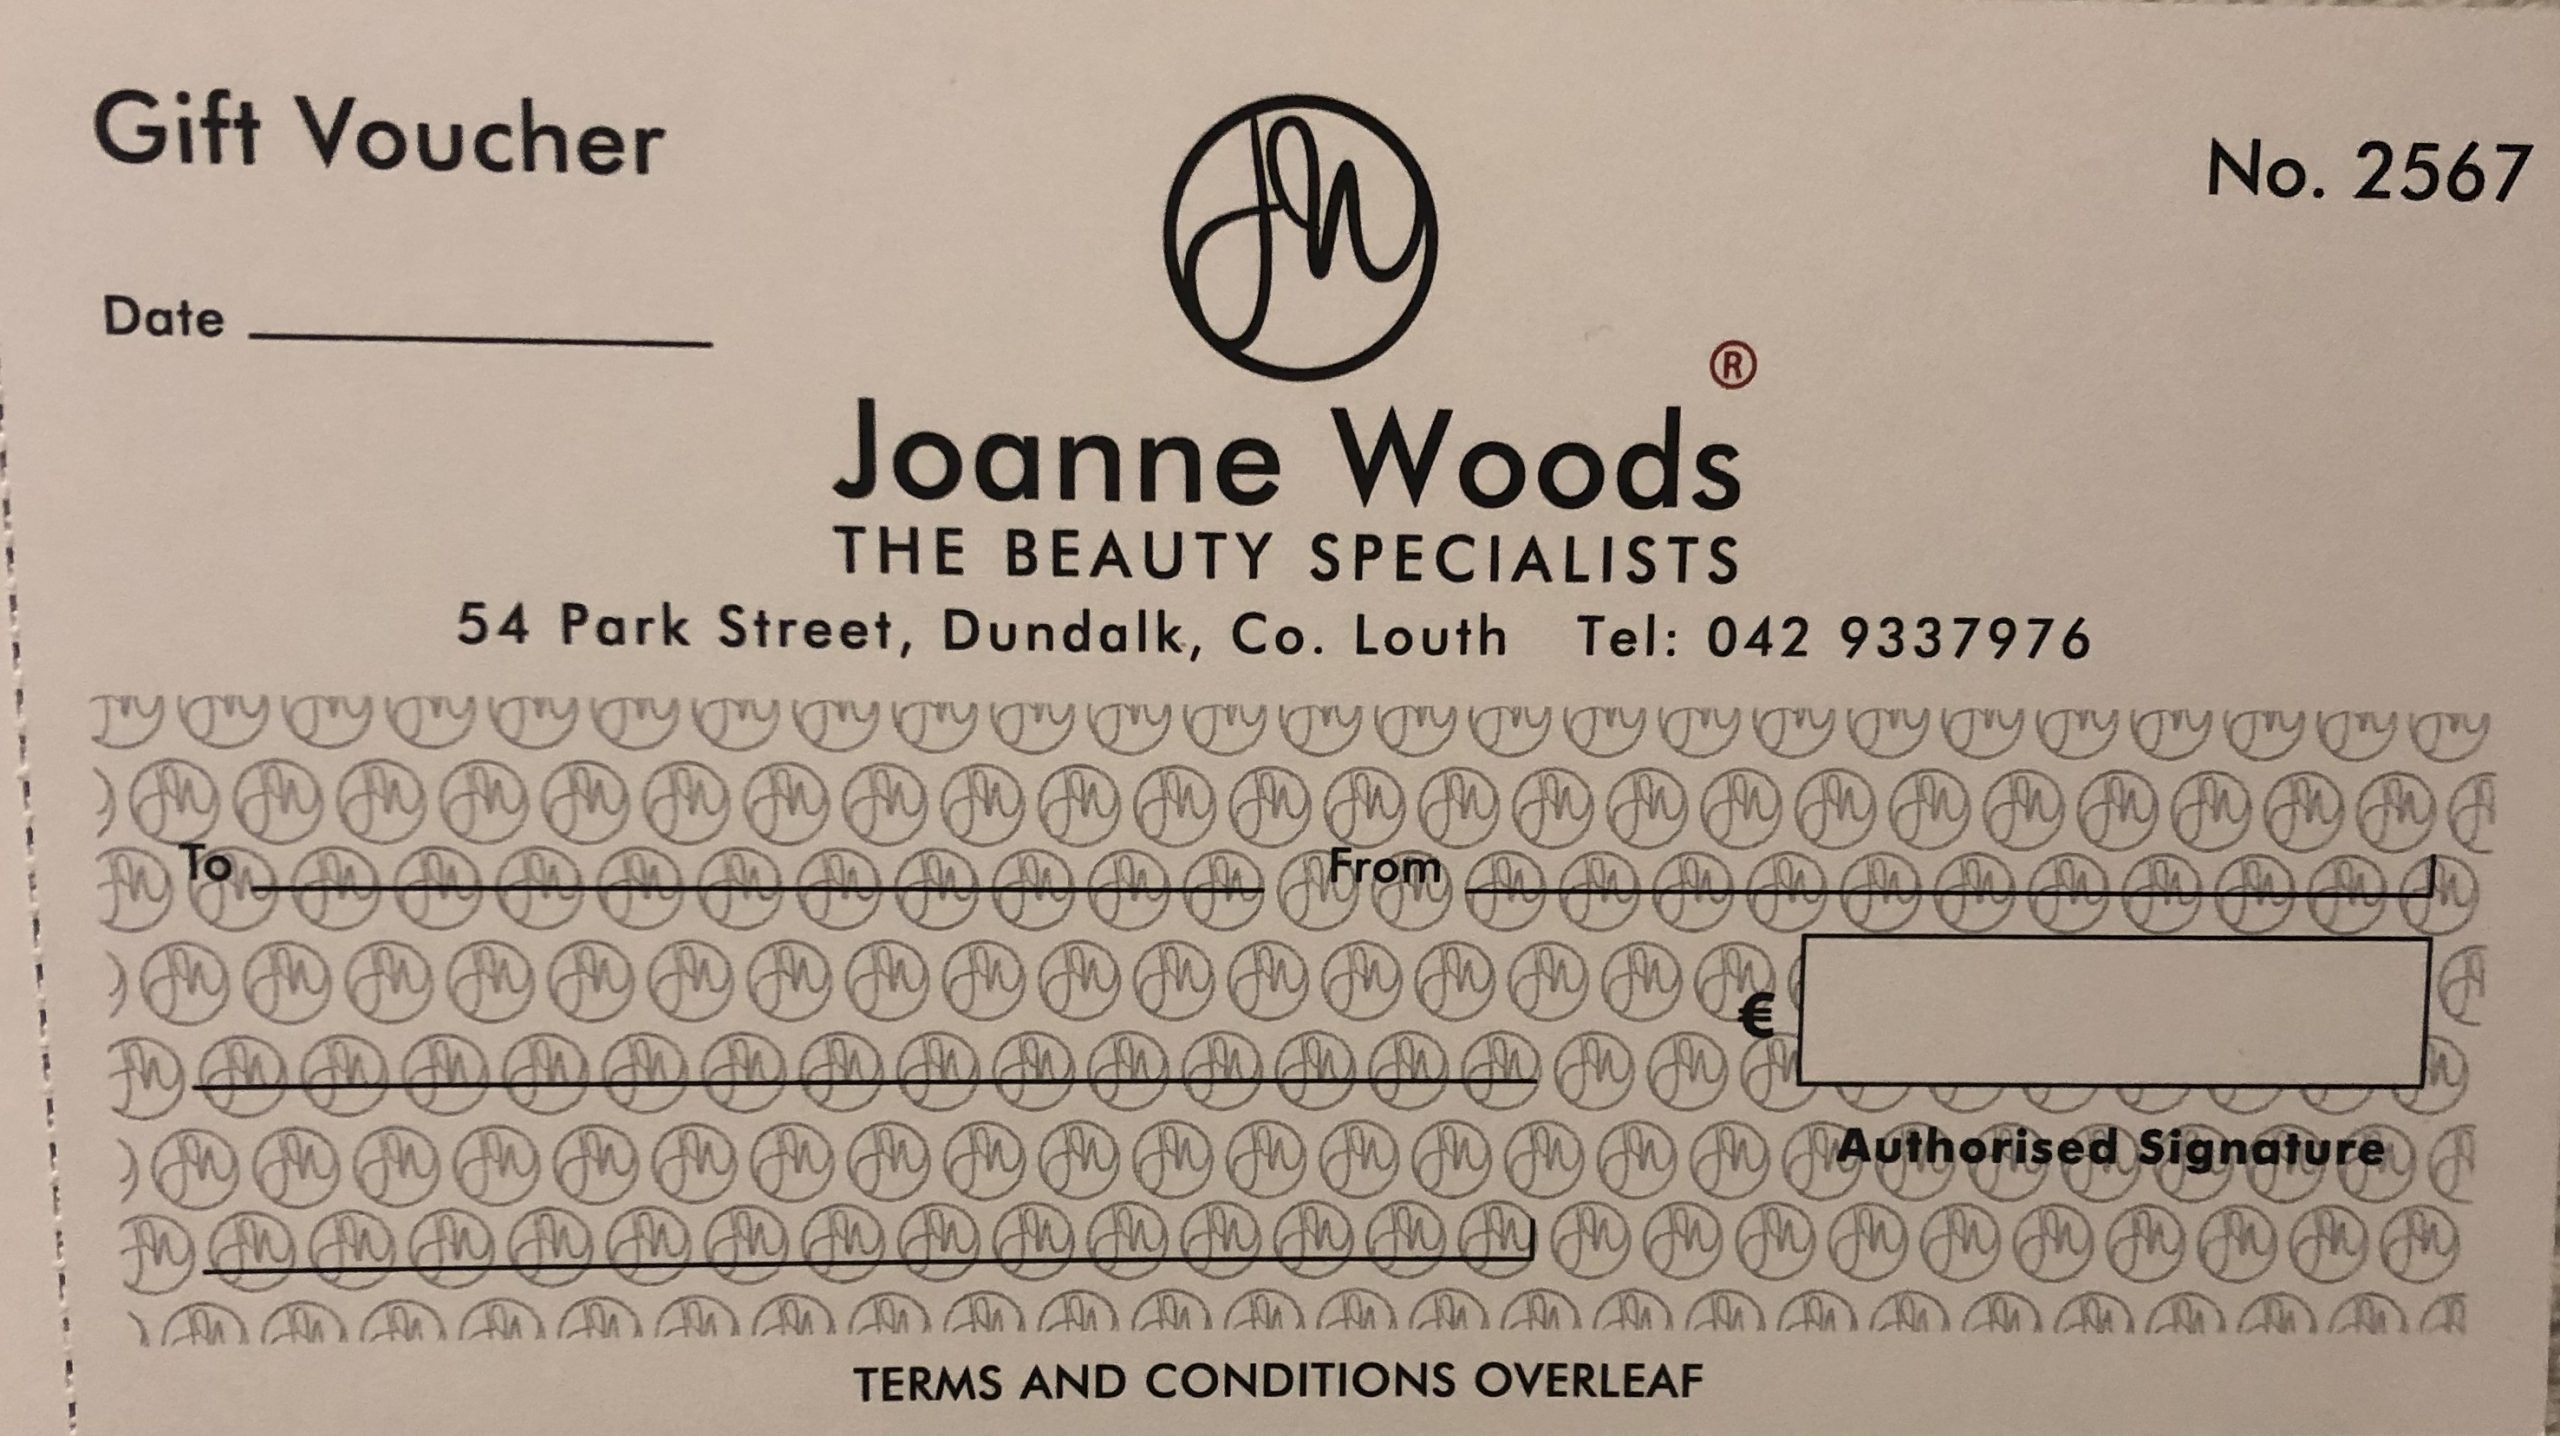 Gift Voucher
No. 2567
JW
Date
®
Joanne Woods
THE BEAUTY SPECIALISTS
54 Park Street, Dundalk, Co. Louth Tel: 042 9337976
To From
€
Authorised Signature
TERMS AND CONDITIONS OVERLEAF